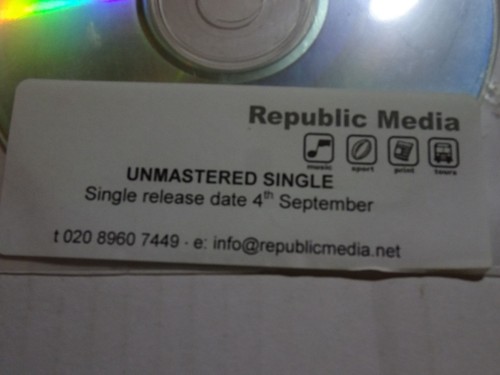 Republic Media
music sport print tours
UNMASTERED SINGLE
Single release date 4th September
t 020 8960 7449 - e: info@republicmedia.net